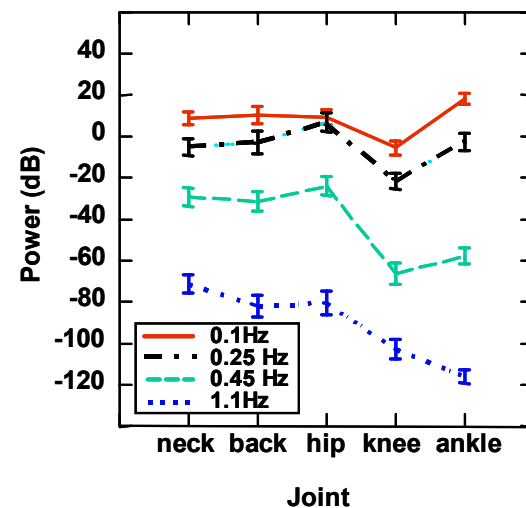 40
20
0
-20
-40
-60
-80
-100
-120
Power (dB)
0.1Hz
0.25 Hz
0.45 Hz
1.1Hz
neck back hip knee ankle
Joint